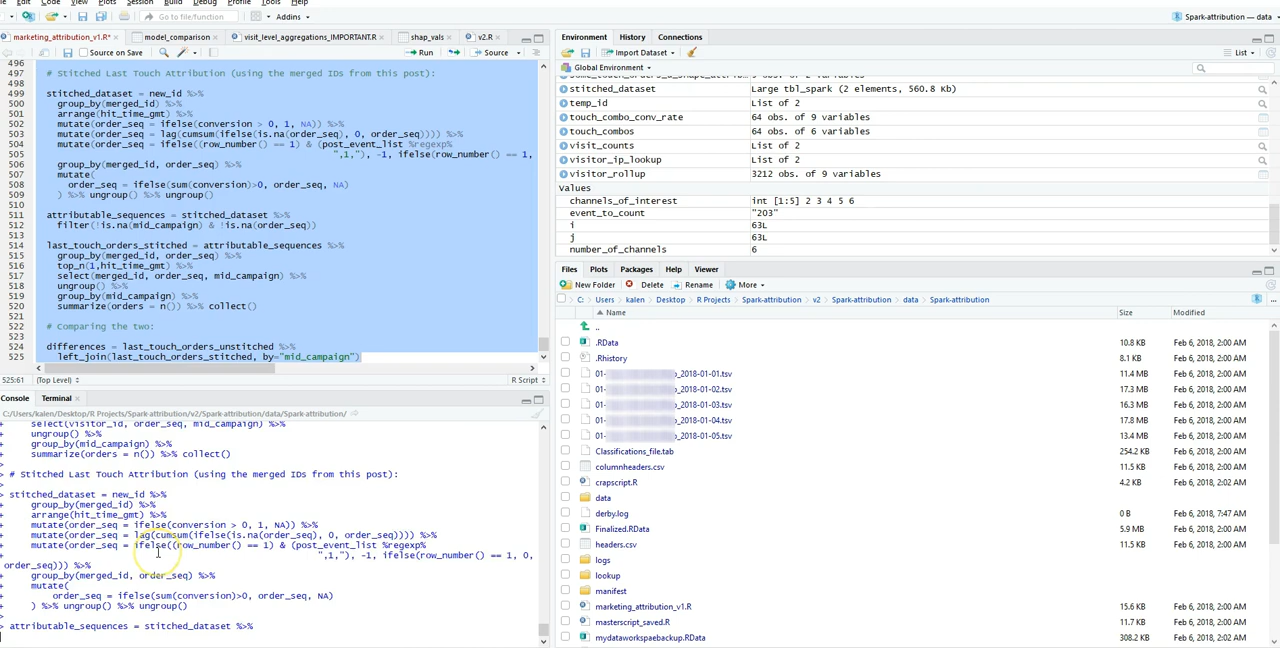 File Edit Code View Plots Session Build Debug Profile Tools Help
Go to file/function Addins
Spark-attribution — data
marketing_attribution_v1.R* model_comparison visit_level_aggregations_IMPORTANT.R shap_vals v2.R
Source on Save Run Source
496
497 # Stitched Last Touch Attribution (using the merged IDs from this post):
498
499 stitched_dataset = new_id %>%
500 group_by(merged_id) %>%
501 arrange(hit_time_gmt) %>%
502 mutate(order_seq = ifelse(conversion > 0, 1, NA)) %>%
503 mutate(order_seq = lag(cumsum(ifelse(is.na(order_seq), 0, order_seq)))) %>%
504 mutate(order_seq = ifelse((row_number() == 1) & (post_event_list %regexp%
505 ",1,"), -1, ifelse(row_number() == 1,
506 group_by(merged_id, order_seq) %>%
507 mutate(
508 order_seq = ifelse(sum(conversion)>0, order_seq, NA)
509 ) %>% ungroup() %>% ungroup()
510
511 attributable_sequences = stitched_dataset %>%
512 filter(!is.na(mid_campaign) & !is.na(order_seq))
513
514 last_touch_orders_stitched = attributable_sequences %>%
515 group_by(merged_id, order_seq) %>%
516 top_n(1,hit_time_gmt) %>%
517 select(merged_id, order_seq, mid_campaign) %>%
518 ungroup() %>%
519 group_by(mid_campaign) %>%
520 summarize(orders = n()) %>% collect()
521
522 # Comparing the two:
523
524 differences = last_touch_orders_unstitched %>%
525 left_join(last_touch_orders_stitched, by="mid_campaign")
525:61 (Top Level) R Script
Console Terminal
C:/Users/kalen/Desktop/R Projects/Spark-attribution/v2/Spark-attribution/data/Spark-attribution/
+ select(visitor_id, order_seq, mid_campaign) %>%
+ ungroup() %>%
+ group_by(mid_campaign) %>%
+ summarize(orders = n()) %>% collect()
>
> # Stitched Last Touch Attribution (using the merged IDs from this post):
>
> stitched_dataset = new_id %>%
+ group_by(merged_id) %>%
+ arrange(hit_time_gmt) %>%
+ mutate(order_seq = ifelse(conversion > 0, 1, NA)) %>%
+ mutate(order_seq = lag(cumsum(ifelse(is.na(order_seq), 0, order_seq)))) %>%
+ mutate(order_seq = ifelse((row_number() == 1) & (post_event_list %regexp%
+ ",1,"), -1, ifelse(row_number() == 1, 0,
order_seq))) %>%
+ group_by(merged_id, order_seq) %>%
+ mutate(
+ order_seq = ifelse(sum(conversion)>0, order_seq, NA)
+ ) %>% ungroup() %>% ungroup()
>
> attributable_sequences = stitched_dataset %>%
Environment History Connections
Import Dataset List
Global Environment
stitched_dataset Large tbl_spark (2 elements, 560.8 Kb)
temp_id List of 2
touch_combo_conv_rate 64 obs. of 9 variables
touch_combos 64 obs. of 6 variables
visit_counts List of 2
visitor_ip_lookup List of 2
visitor_rollup 3212 obs. of 9 variables
Values
channels_of_interest int [1:5] 2 3 4 5 6
event_to_count "203"
i 63L
j 63L
number_of_channels 6
Files Plots Packages Help Viewer
New Folder Delete Rename More
C: Users kalen Desktop R Projects Spark-attribution v2 Spark-attribution data Spark-attribution
Name Size Modified
..
.RData 10.8 KB Feb 6, 2018, 2:00 AM
.Rhistory 8.1 KB Feb 6, 2018, 2:00 AM
01- _2018-01-01.tsv 11.4 MB Feb 6, 2018, 2:00 AM
01- _2018-01-02.tsv 17.3 MB Feb 6, 2018, 2:00 AM
01- _2018-01-03.tsv 16.3 MB Feb 6, 2018, 2:00 AM
01- _2018-01-04.tsv 17.8 MB Feb 6, 2018, 2:00 AM
01- _2018-01-05.tsv 13.4 MB Feb 6, 2018, 2:00 AM
Classifications_file.tab 254.2 KB Feb 6, 2018, 2:00 AM
columnheaders.csv 11.5 KB Feb 6, 2018, 2:00 AM
crapscript.R 4.2 KB Feb 6, 2018, 2:02 AM
data
derby.log 0 B Feb 6, 2018, 7:47 AM
Finalized.RData 5.9 MB Feb 6, 2018, 2:00 AM
headers.csv 11.5 KB Feb 6, 2018, 2:00 AM
logs
lookup
manifest
marketing_attribution_v1.R 15.6 KB Feb 6, 2018, 2:00 AM
masterscript_saved.R 11.7 KB Feb 6, 2018, 2:00 AM
mydataworkspaebackup.RData 308.2 KB Feb 6, 2018, 2:02 AM